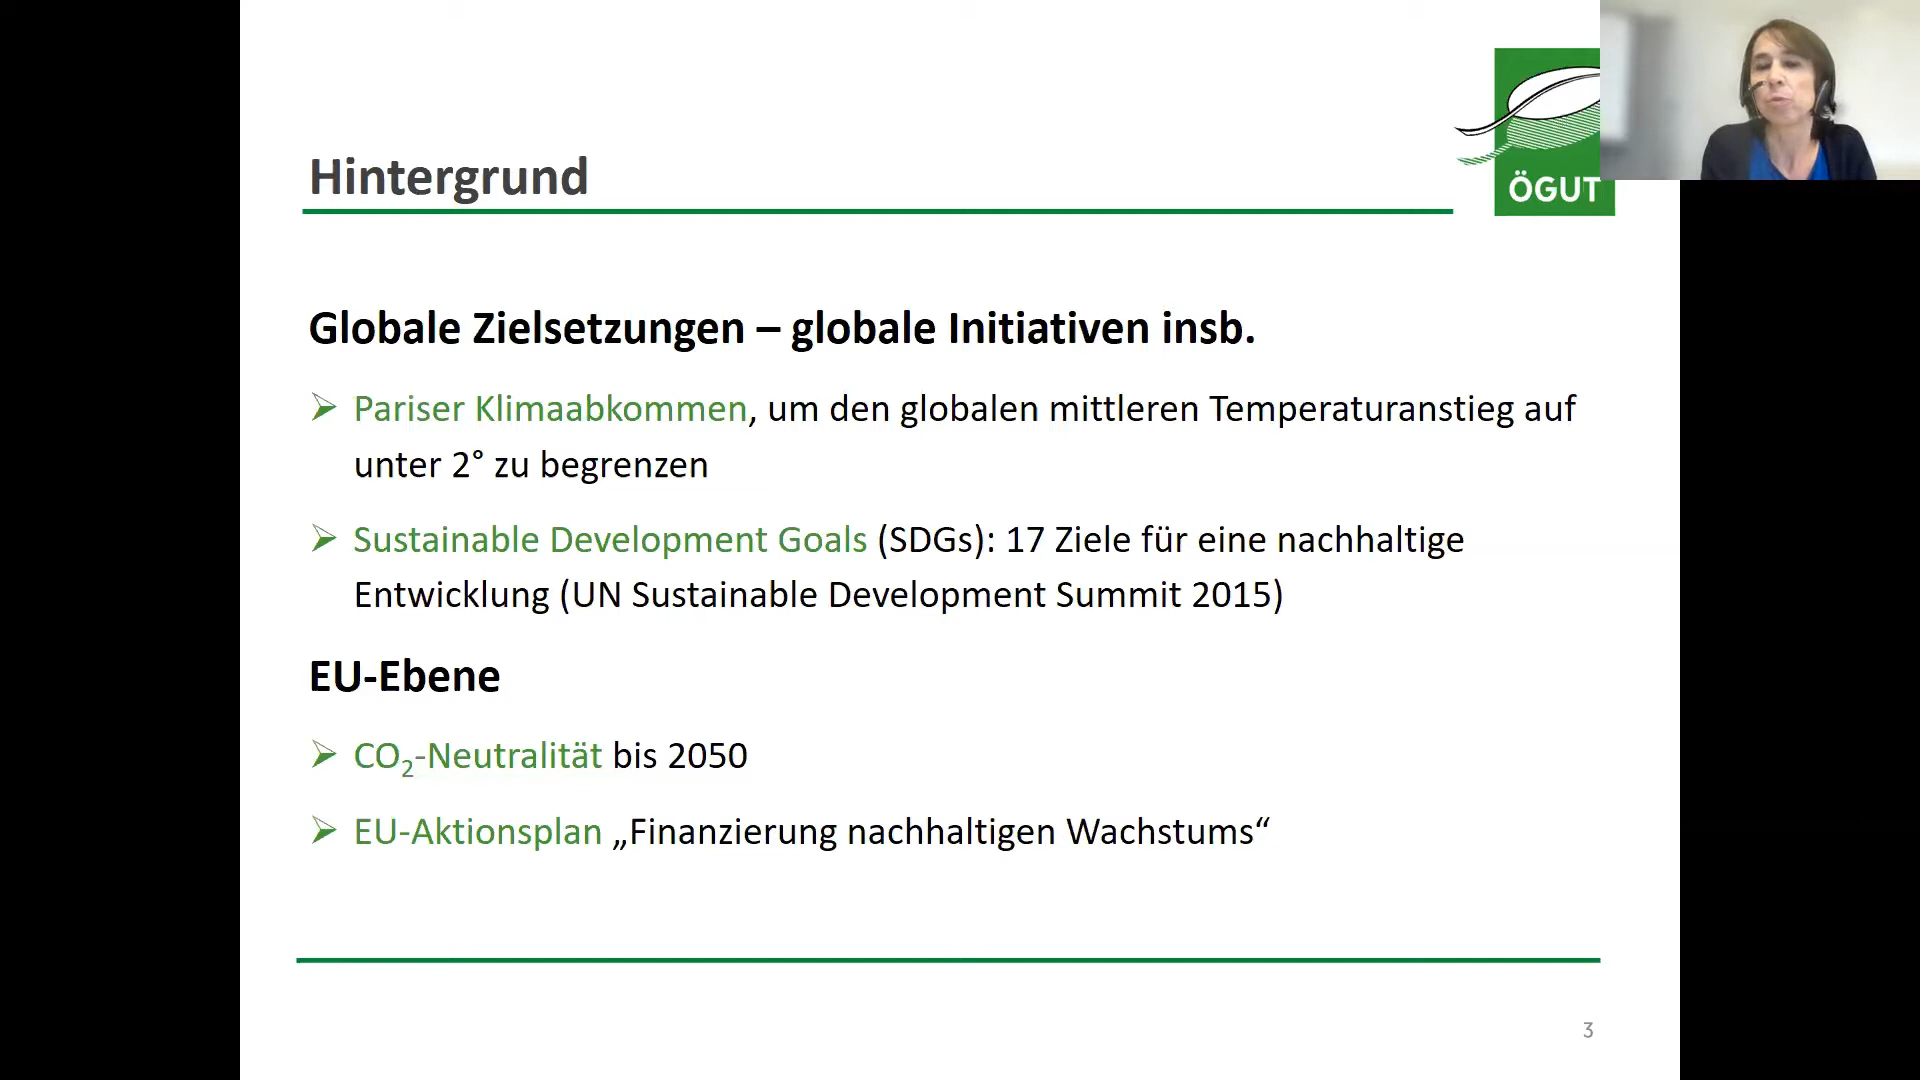 ÖGUT
Hintergrund
Globale Zielsetzungen – globale Initiativen insb.
Pariser Klimaabkommen, um den globalen mittleren Temperaturanstieg auf
unter 2° zu begrenzen
Sustainable Development Goals (SDGs): 17 Ziele für eine nachhaltige
Entwicklung (UN Sustainable Development Summit 2015)
EU-Ebene
CO₂-Neutralität bis 2050
EU-Aktionsplan „Finanzierung nachhaltigen Wachstums“
3